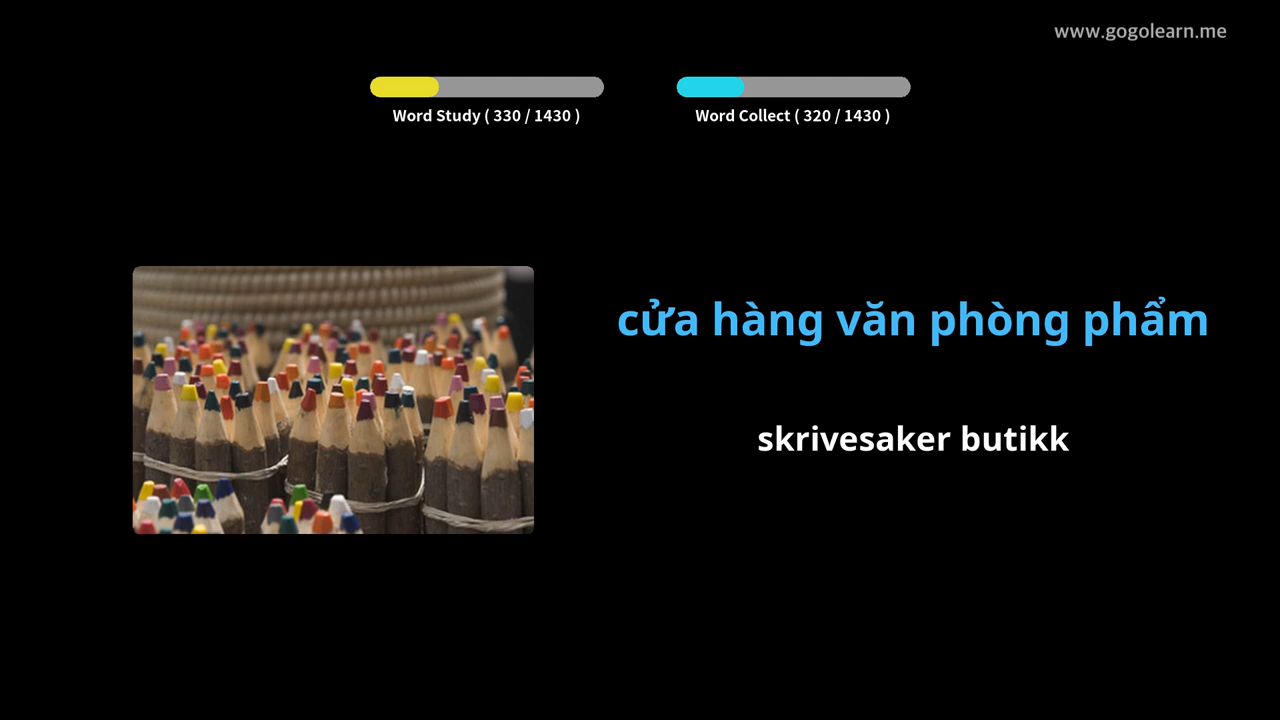 www.gogolearn.me
Word Study ( 330 / 1430 )
Word Collect ( 320 / 1430 )
cửa hàng văn phòng phẩm
skrivesaker butikk